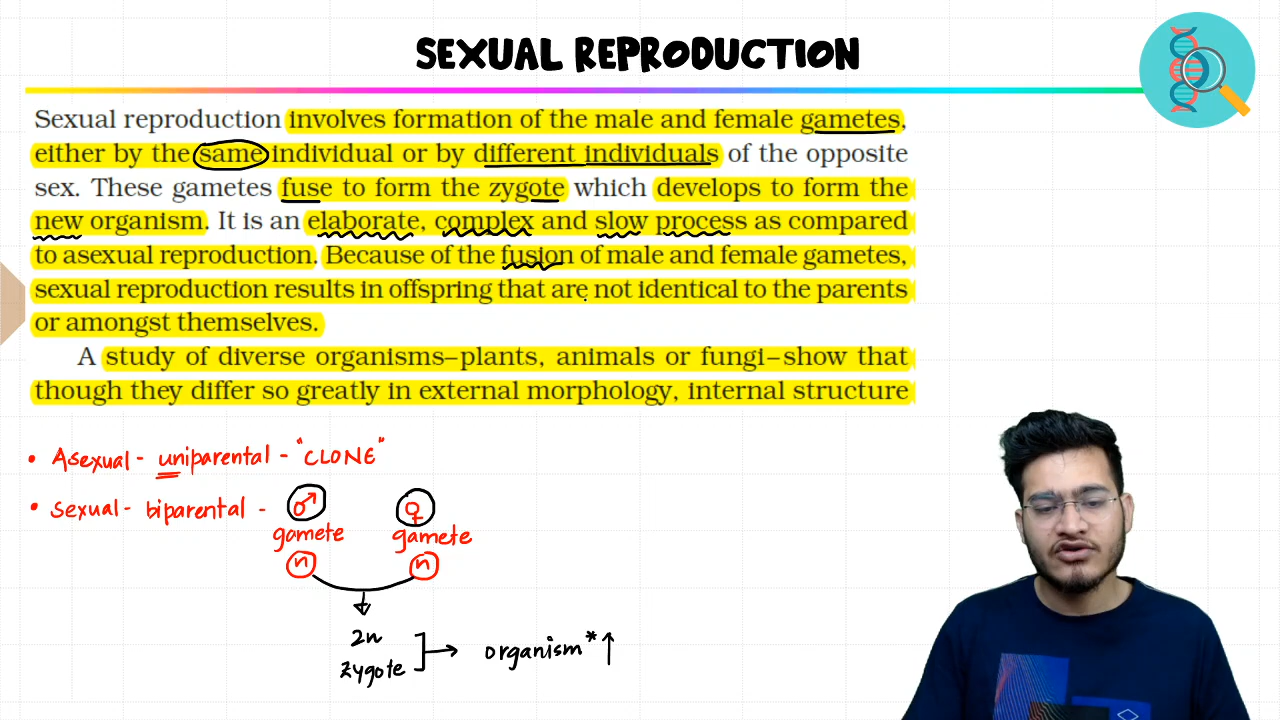 SEXUAL REPRODUCTION
Sexual reproduction involves formation of the male and female gametes,
either by the same individual or by different individuals of the opposite
sex. These gametes fuse to form the zygote which develops to form the
new organism. It is an elaborate, complex and slow process as compared
to asexual reproduction. Because of the fusion of male and female gametes,
sexual reproduction results in offspring that are not identical to the parents
or amongst themselves.
A study of diverse organisms–plants, animals or fungi–show that
though they differ so greatly in external morphology, internal structure
• Asexual - uniparental - "CLONE"
• Sexual - biparental - ♂ ♀
gamete gamete
n n
2n
zygote → organism* ↑